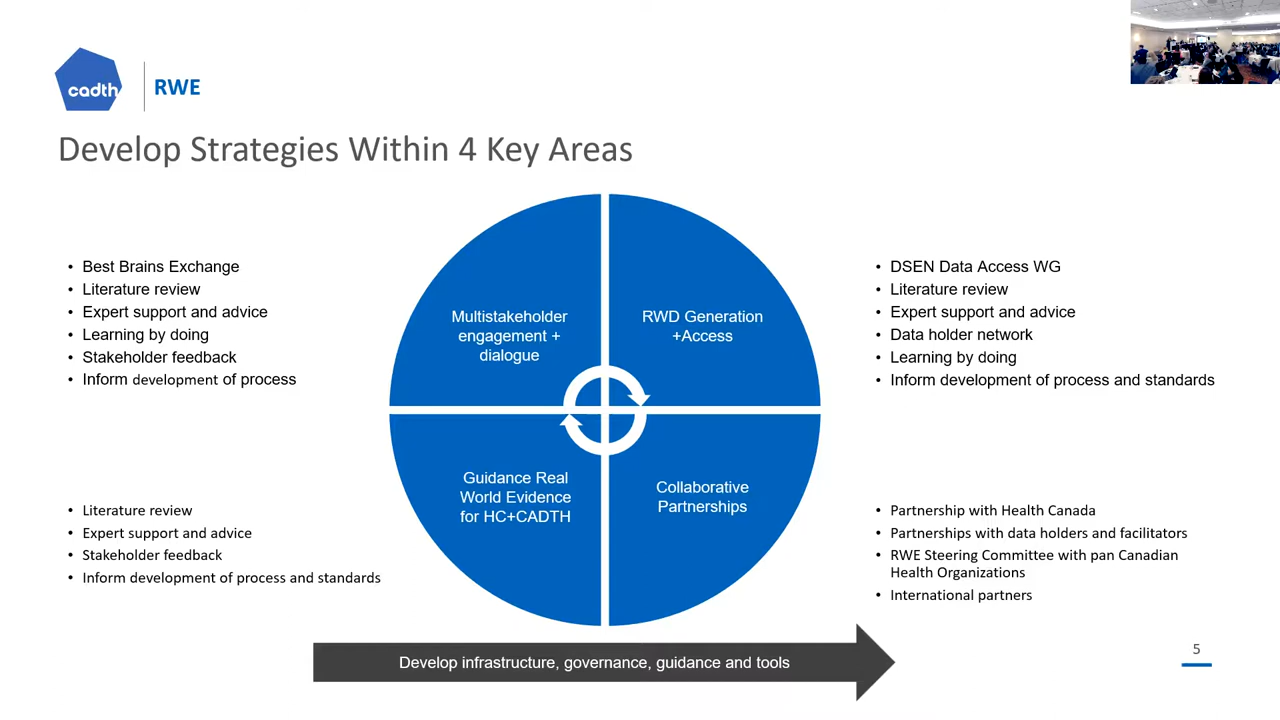 cadth
RWE
Develop Strategies Within 4 Key Areas
• Best Brains Exchange
• Literature review
• Expert support and advice
• Learning by doing
• Stakeholder feedback
• Inform development of process
Multistakeholder
engagement +
dialogue
RWD Generation
+Access
• DSEN Data Access WG
• Literature review
• Expert support and advice
• Data holder network
• Learning by doing
• Inform development of process and standards
• Literature review
• Expert support and advice
• Stakeholder feedback
• Inform development of process and standards
Guidance Real
World Evidence
for HC+CADTH
Collaborative
Partnerships
• Partnership with Health Canada
• Partnerships with data holders and facilitators
• RWE Steering Committee with pan Canadian
Health Organizations
• International partners
Develop infrastructure, governance, guidance and tools
5